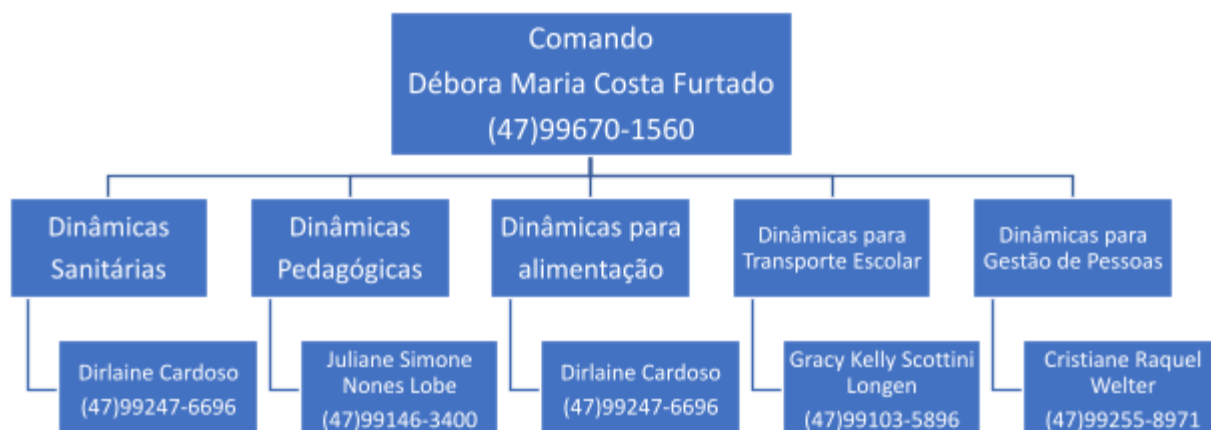 Comando
Débora Maria Costa Furtado
(47)99670-1560
Dinâmicas
Sanitárias
Dirlaine Cardoso
(47)99247-6696
Dinâmicas
Pedagógicas
Juliane Simone
Nones Lobe
(47)99146-3400
Dinâmicas para
alimentação
Dirlaine Cardoso
(47)99247-6696
Dinâmicas para
Transporte Escolar
Gracy Kelly Scottini
Longen
(47)99103-5896
Dinâmicas para
Gestão de Pessoas
Cristiane Raquel
Welter
(47)99255-8971